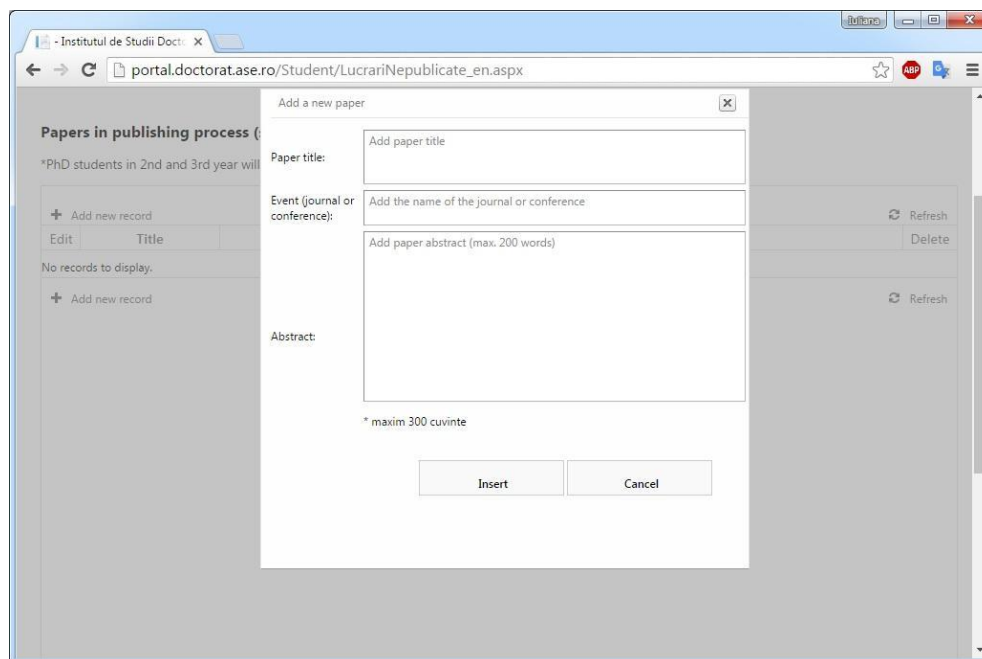 Iuliana
- Institutul de Studii Docto
portal.doctorat.ase.ro/Student/LucrariNepublicate_en.aspx
ABP
Add a new paper
Papers in publishing process (
*PhD students in 2nd and 3rd year will
Paper title:
Add paper title
Event (journal or
conference):
Add the name of the journal or conference
Add new record
Refresh
Edit Title Delete
Add paper abstract (max. 200 words)
No records to display.
Add new record
Refresh
Abstract:
* maxim 300 cuvinte
Insert Cancel